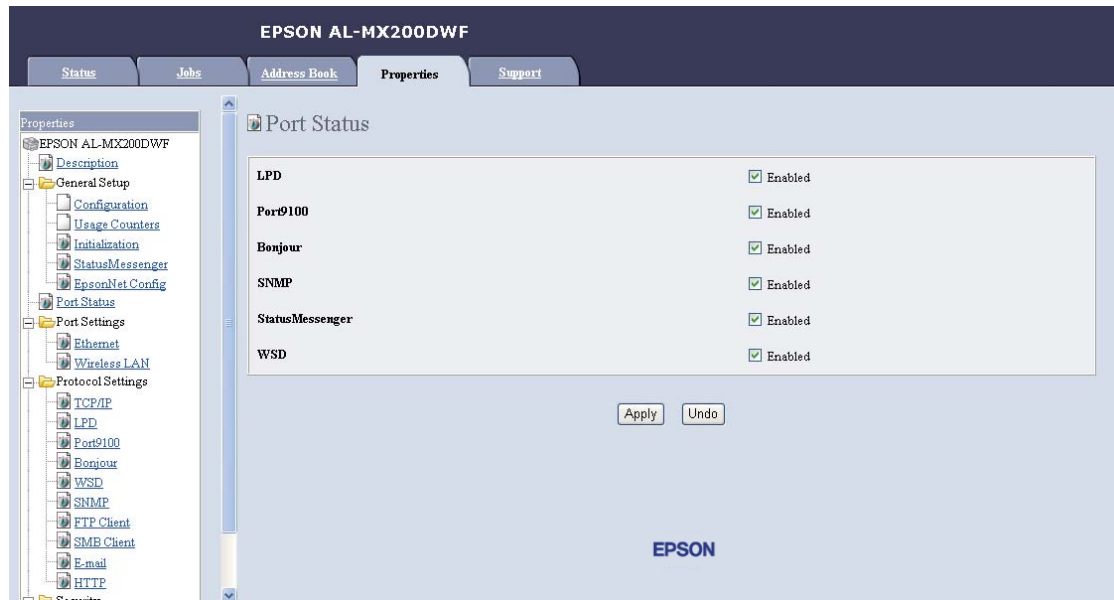 EPSON AL-MX200DWF
Status
Jobs
Address Book
Properties
Support
Properties
EPSON AL-MX200DWF
Description
General Setup
Configuration
Usage Counters
Initialization
StatusMessenger
EpsonNet Config
Port Status
Port Settings
Ethernet
Wireless LAN
Protocol Settings
TCP/IP
LPD
Port9100
Bonjour
WSD
SNMP
FTP Client
SMB Client
E-mail
HTTP
Security
Port Status
LPD Enabled
Port9100 Enabled
Bonjour Enabled
SNMP Enabled
StatusMessenger Enabled
WSD Enabled
Apply Undo
EPSON